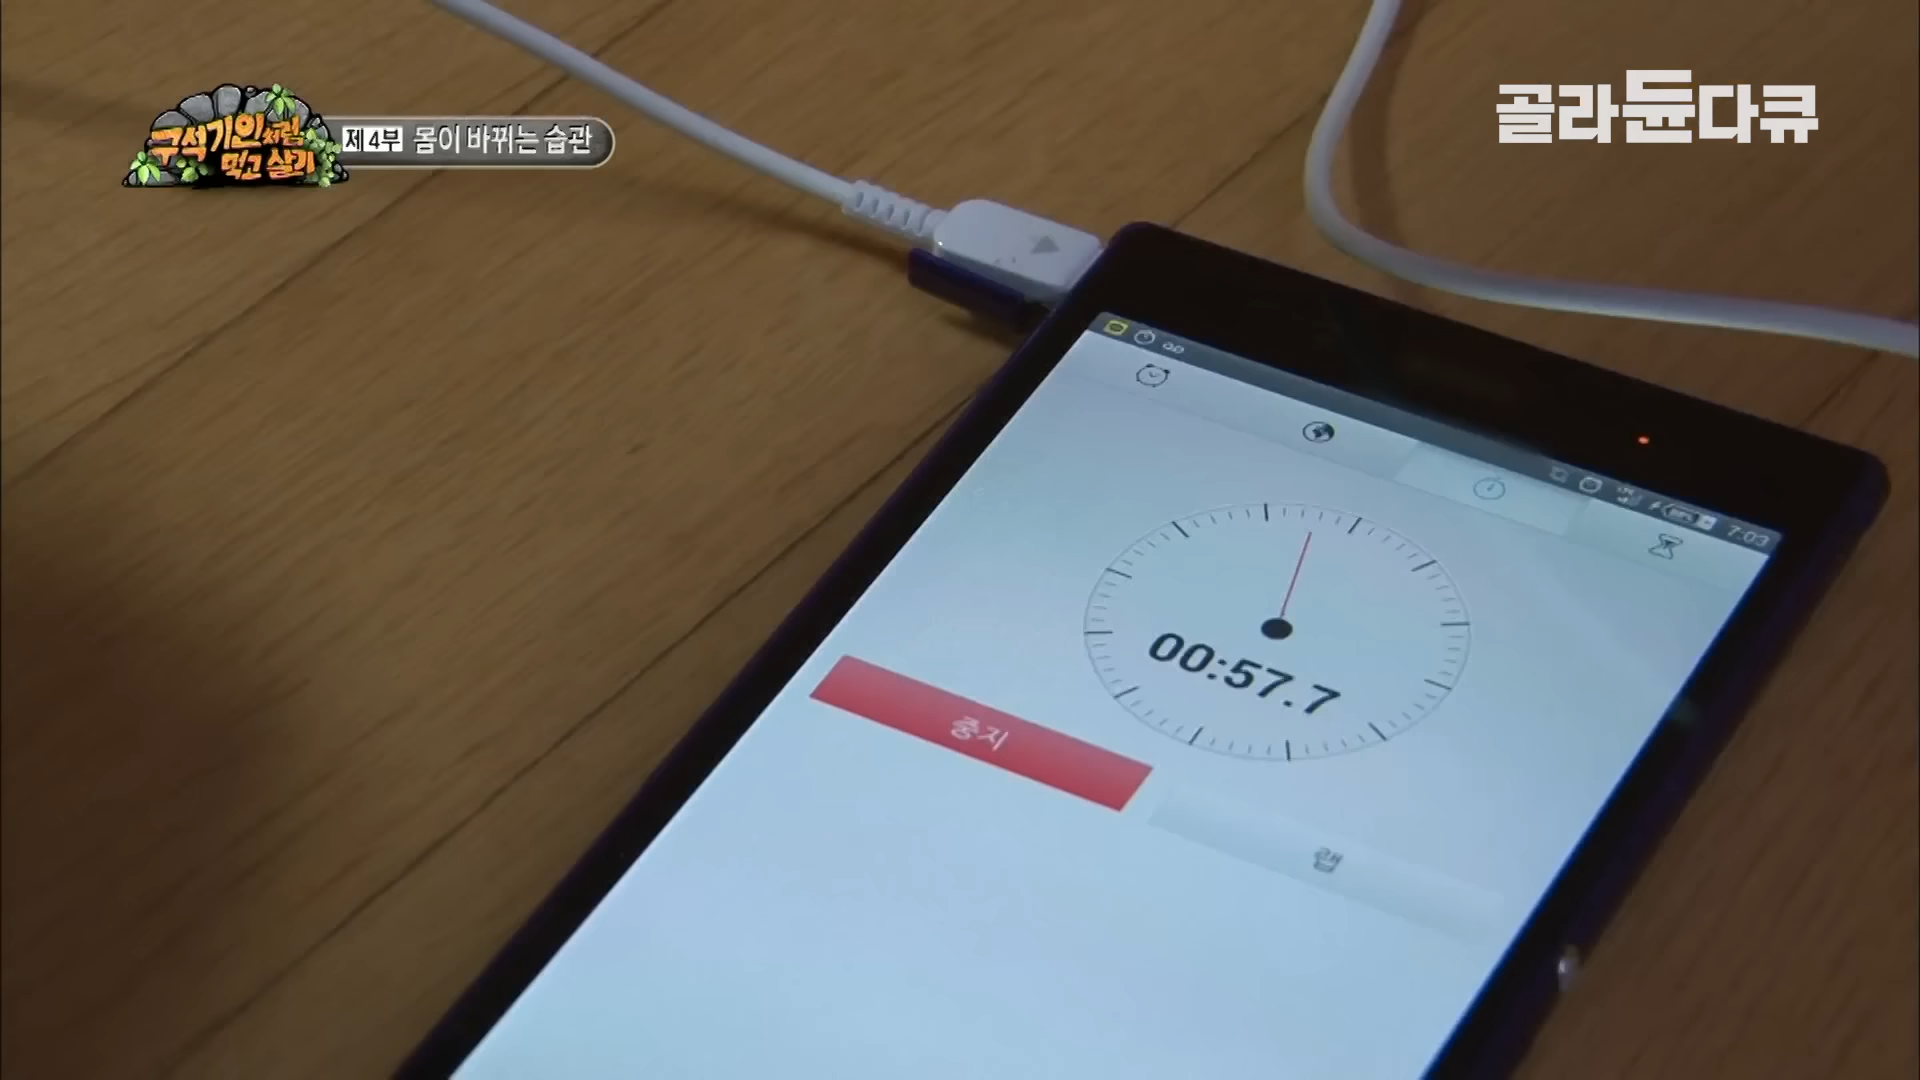 구석기인처럼
먹고 살기
제4부 몸이 바뀌는 습관
골라듄다큐
7:03
00:57.7
중지
랩